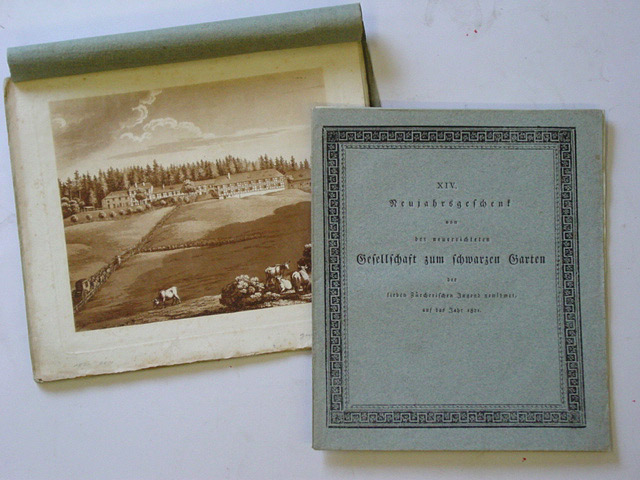 XIV.
Neujahrsgeschenk
von
der neuerrichteten
Gesellschaft zum schwarzen Garten
der
lieben Zürcherischen Jugend gewidmet.
auf das Jahr